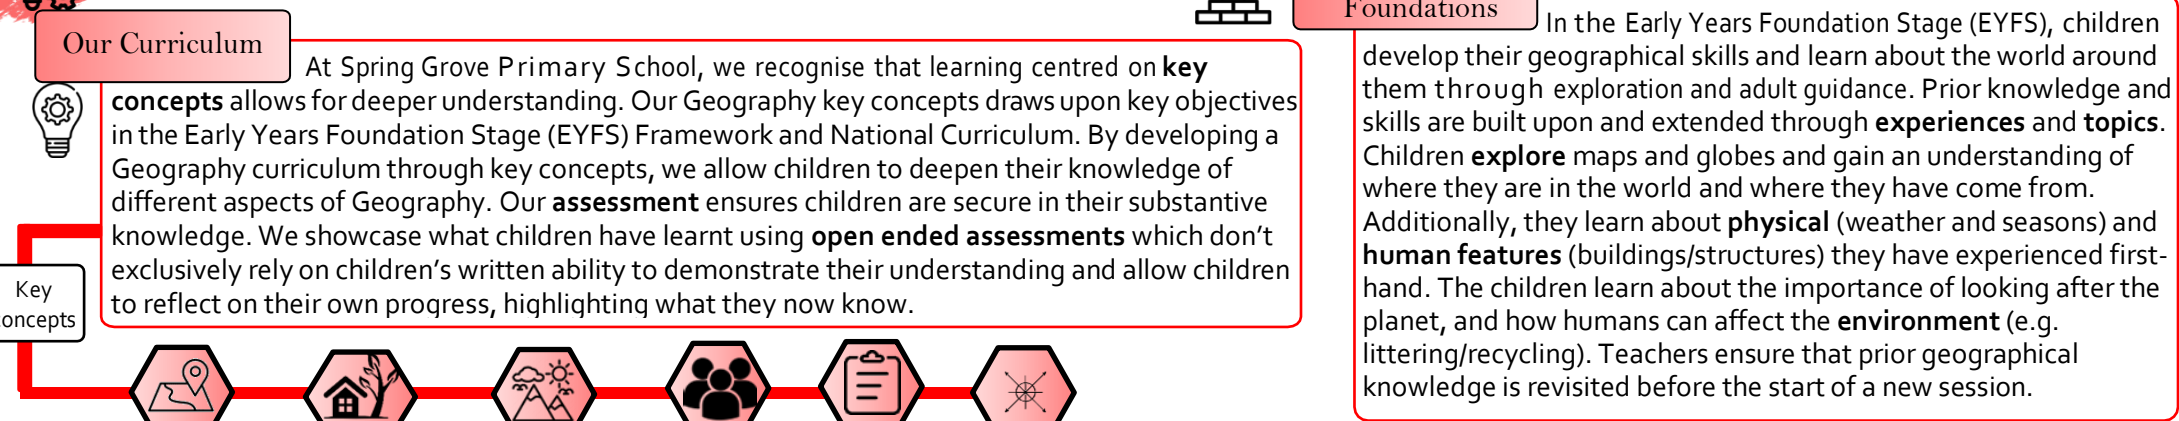 Our Curriculum
At Spring Grove Primary School, we recognise that learning centred on key
concepts allows for deeper understanding. Our Geography key concepts draws upon key objectives
in the Early Years Foundation Stage (EYFS) Framework and National Curriculum. By developing a
Geography curriculum through key concepts, we allow children to deepen their knowledge of
different aspects of Geography. Our assessment ensures children are secure in their substantive
knowledge. We showcase what children have learnt using open ended assessments which don't
exclusively rely on children's written ability to demonstrate their understanding and allow children
to reflect on their own progress, highlighting what they now know.
Key
concepts
Foundations
In the Early Years Foundation Stage (EYFS), children
develop their geographical skills and learn about the world around
them through exploration and adult guidance. Prior knowledge and
skills are built upon and extended through experiences and topics.
Children explore maps and globes and gain an understanding of
where they are in the world and where they have come from.
Additionally, they learn about physical (weather and seasons) and
human features (buildings/structures) they have experienced first-
hand. The children learn about the importance of looking after the
planet, and how humans can affect the environment (e.g.
littering/recycling). Teachers ensure that prior geographical
knowledge is revisited before the start of a new session.